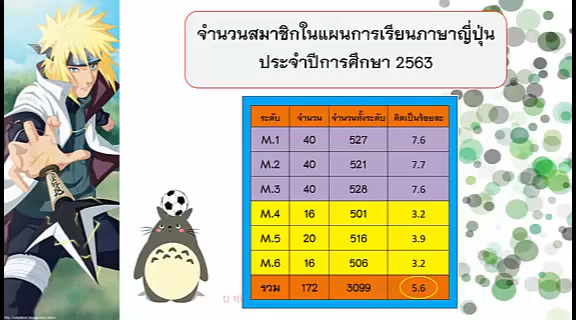 จำนวนสมาชิกในแผนการเรียนภาษาญี่ปุ่น
ประจำปีการศึกษา 2563
ระดับ จำนวน จำนวนทั้งระดับ คิดเป็นร้อยละ
M.1 40 527 7.6
M.2 40 521 7.7
M.3 40 528 7.6
M.4 16 501 3.2
M.5 20 516 3.9
M.6 16 506 3.2
รวม 172 3099 5.6